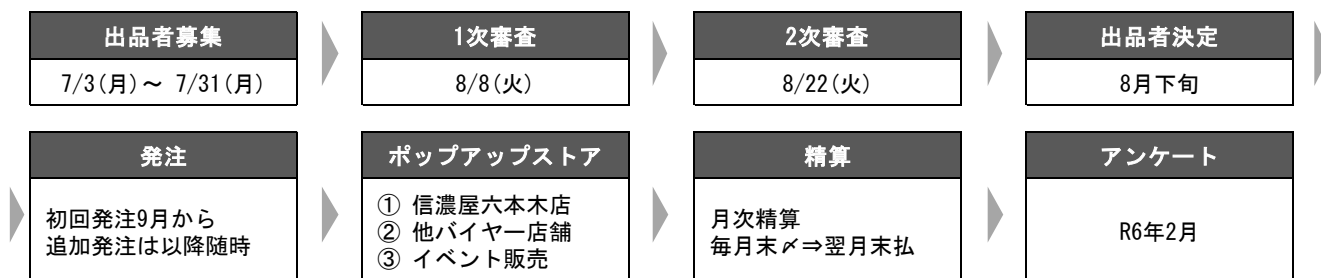 出品者募集
7/3(月)～ 7/31(月)
1次審査
8/8(火)
2次審査
8/22(火)
出品者決定
8月下旬
発注
初回発注9月から
追加発注は以降随時
ポップアップストア
① 信濃屋六本木店
② 他バイヤー店舗
③ イベント販売
精算
月次精算
毎月末〆⇒翌月末払
アンケート
R6年2月